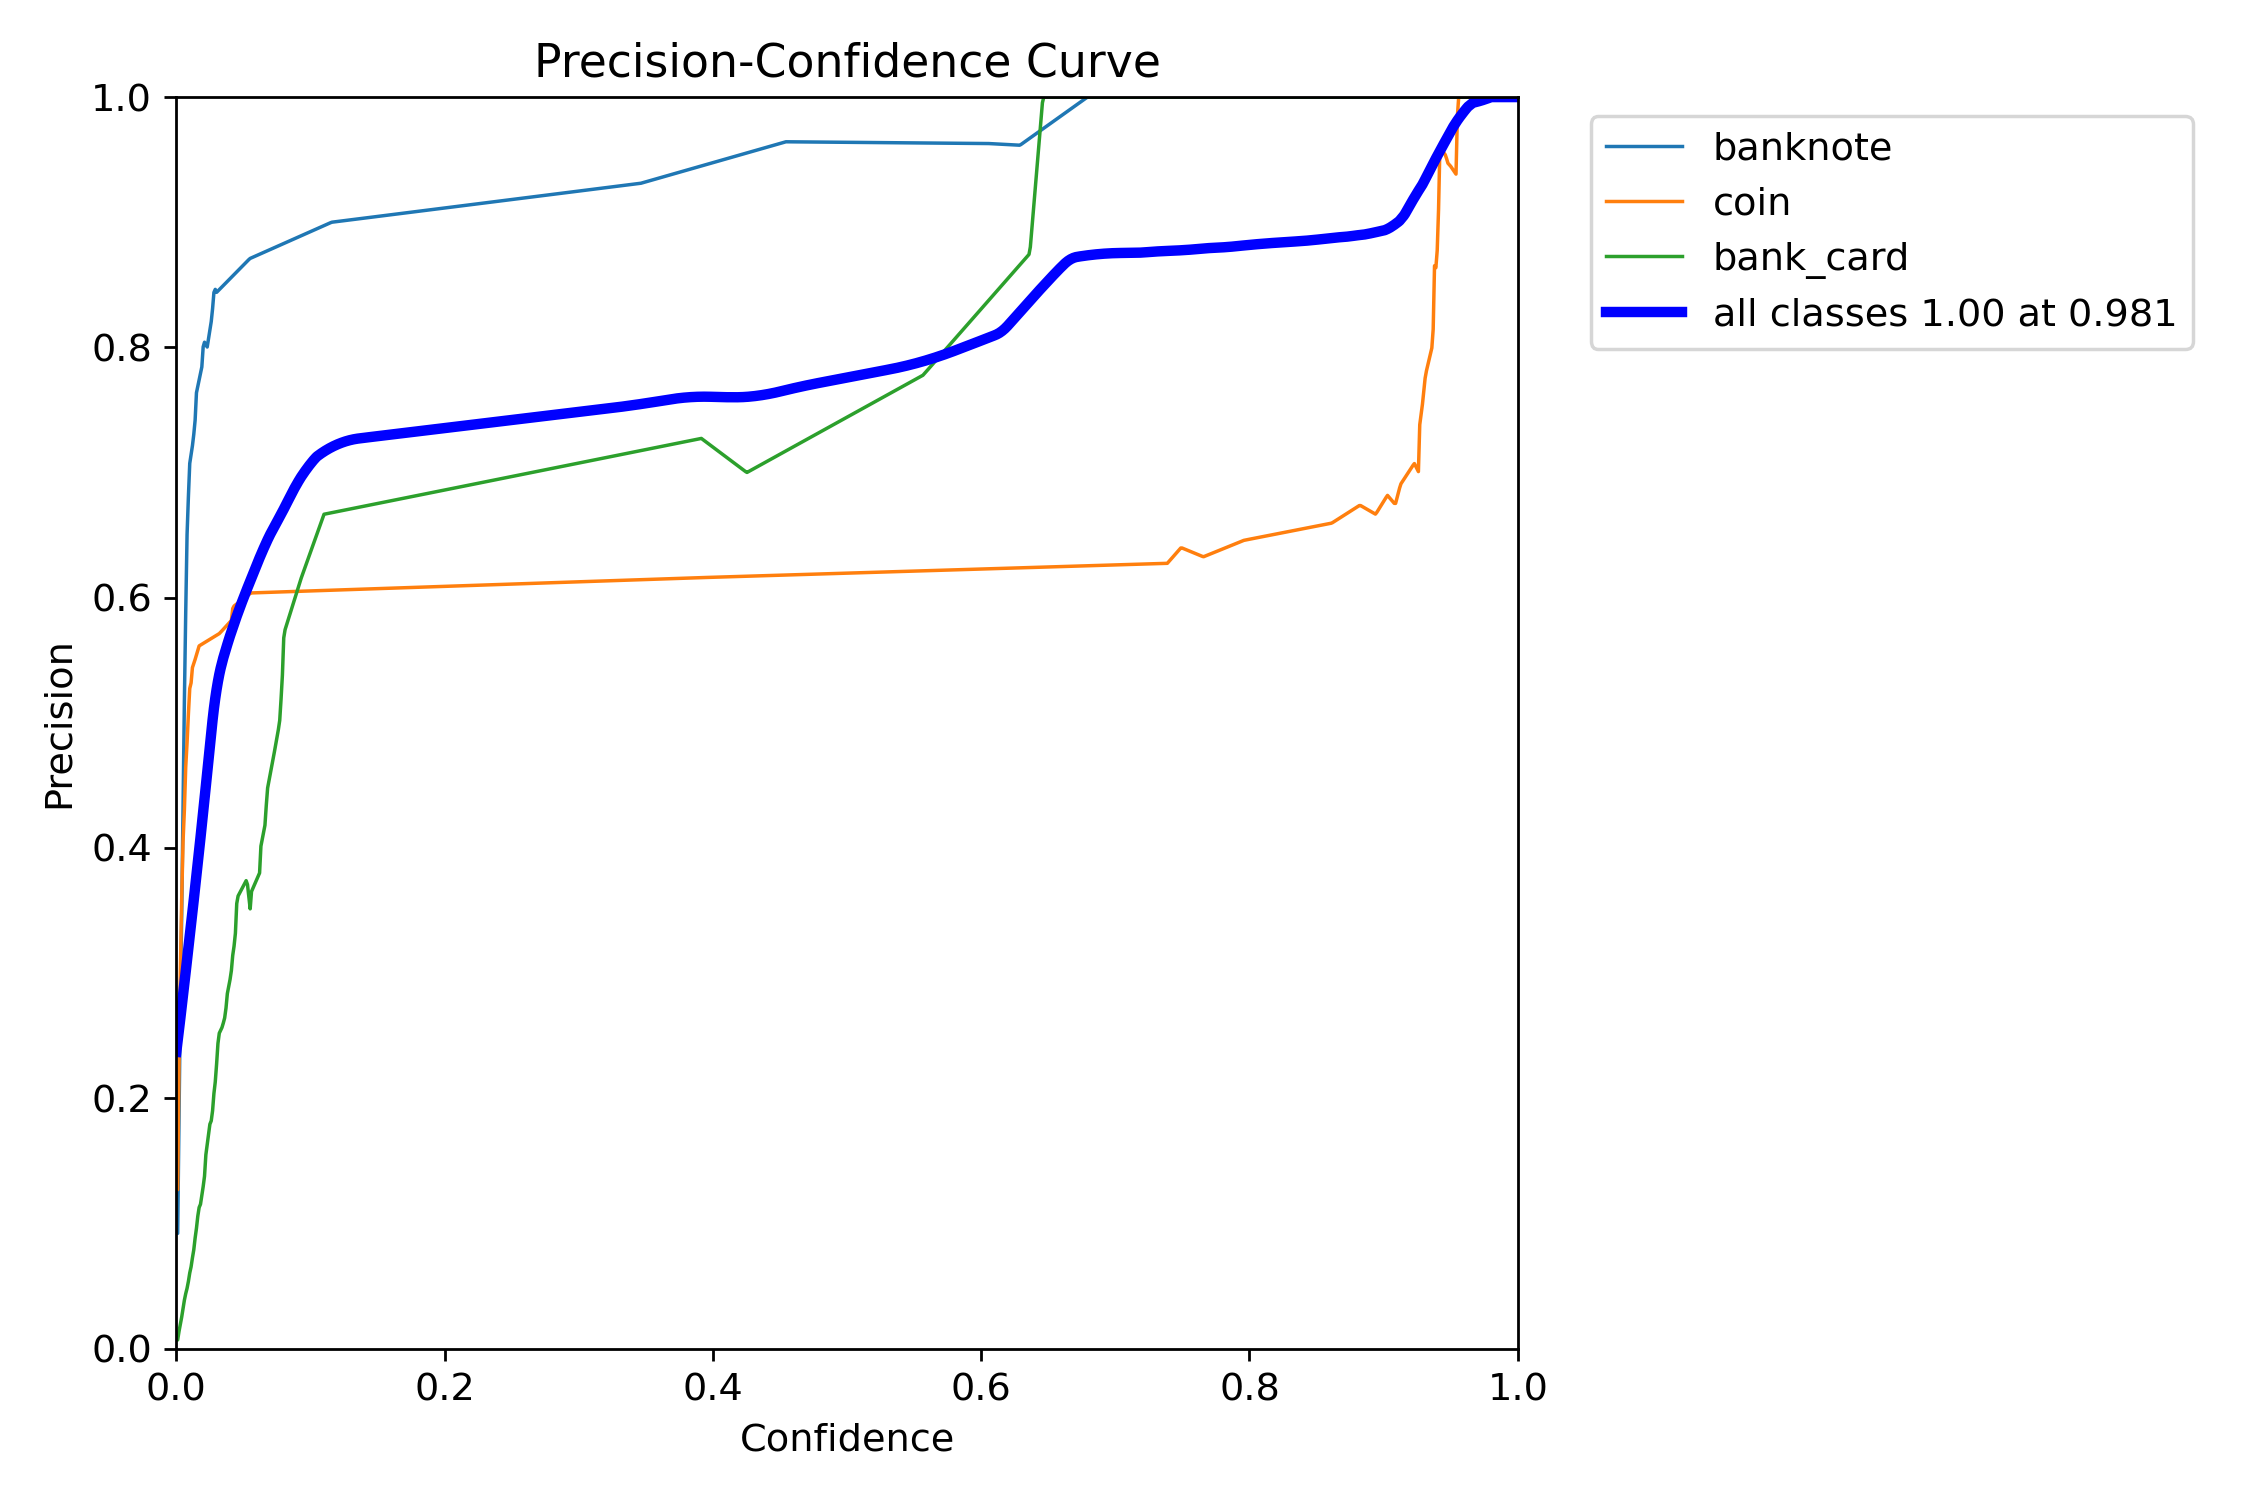 Precision-Confidence Curve
1.0
0.8
0.6
0.4
0.2
0.0
Precision
0.0 0.2 0.4 0.6 0.8 1.0
Confidence
banknote
coin
bank_card
all classes 1.00 at 0.981